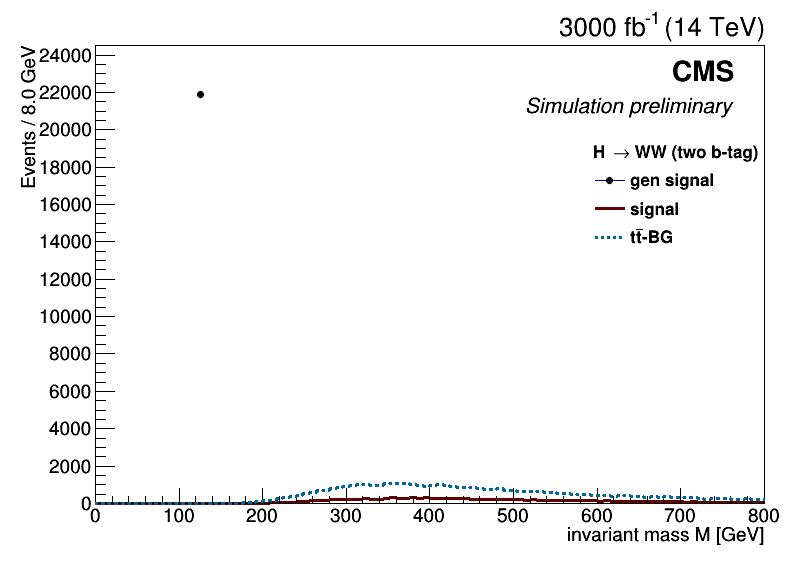 3000 fb⁻¹ (14 TeV)
CMS
Simulation preliminary
Events / 8.0 GeV
24000
22000
20000
18000
16000
14000
12000
10000
8000
6000
4000
2000
0
H → WW (two b-tag)
gen signal
signal
tt̄-BG
0 100 200 300 400 500 600 700 800
invariant mass M [GeV]